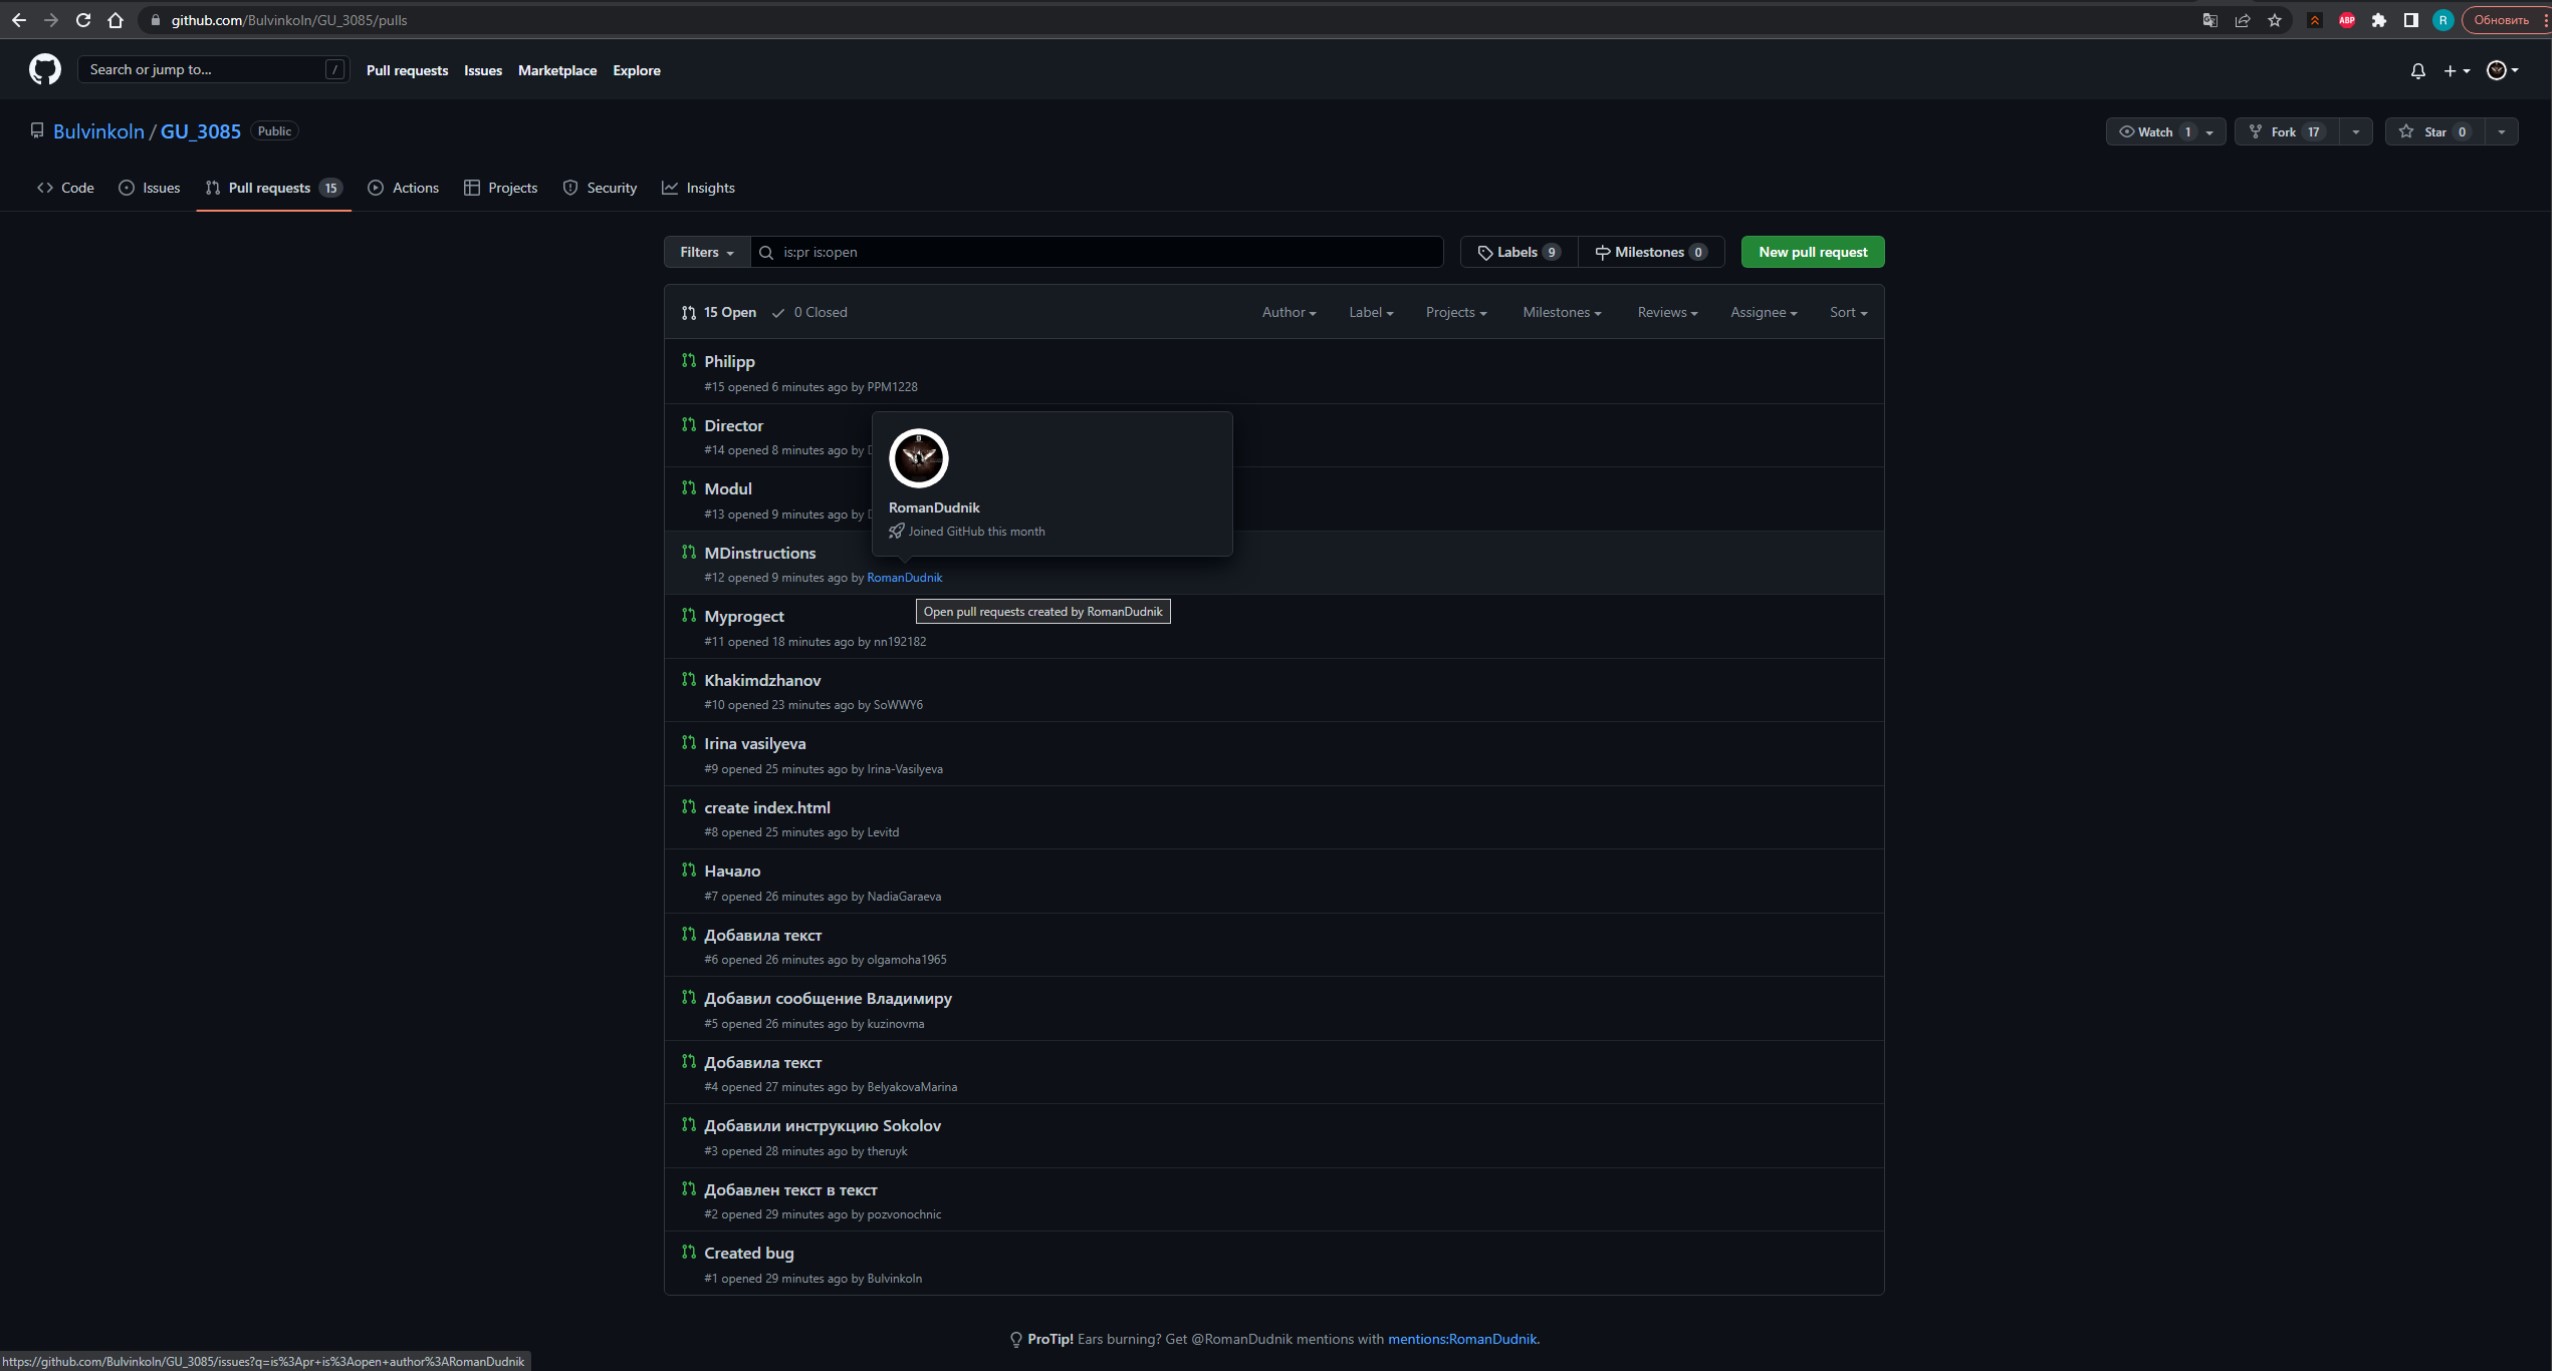 github.com/Bulvinkoln/GU_3085/pulls
ABP
R
Обновить
Search or jump to...
/
Pull requests
Issues
Marketplace
Explore
Bulvinkoln / GU_3085 Public
Watch 1
Fork 17
Star 0
Code
Issues
Pull requests 15
Actions
Projects
Security
Insights
Filters
is:pr is:open
Labels 9
Milestones 0
New pull request
15 Open
0 Closed
Author
Label
Projects
Milestones
Reviews
Assignee
Sort
Philipp
#15 opened 6 minutes ago by PPM1228
Director
#14 opened 8 minutes ago by
Modul
#13 opened 9 minutes ago by
RomanDudnik
Joined GitHub this month
MDinstructions
#12 opened 9 minutes ago by RomanDudnik
Open pull requests created by RomanDudnik
Myprogect
#11 opened 18 minutes ago by nn192182
Khakimdzhanov
#10 opened 23 minutes ago by SoWWY6
Irina vasilyeva
#9 opened 25 minutes ago by Irina-Vasilyeva
create index.html
#8 opened 25 minutes ago by Levitd
Начало
#7 opened 26 minutes ago by NadiaGaraeva
Добавила текст
#6 opened 26 minutes ago by olgamoha1965
Добавил сообщение Владимиру
#5 opened 26 minutes ago by kuzinovma
Добавила текст
#4 opened 27 minutes ago by BelyakovaMarina
Добавили инструкцию Sokolov
#3 opened 28 minutes ago by theruyk
Добавлен текст в текст
#2 opened 29 minutes ago by pozvonochnic
Created bug
#1 opened 29 minutes ago by Bulvinkoln
ProTip! Ears burning? Get @RomanDudnik mentions with mentions:RomanDudnik.
https://github.com/Bulvinkoln/GU_3085/issues?q=is%3Apr+is%3Aopen+author%3ARomanDudnik